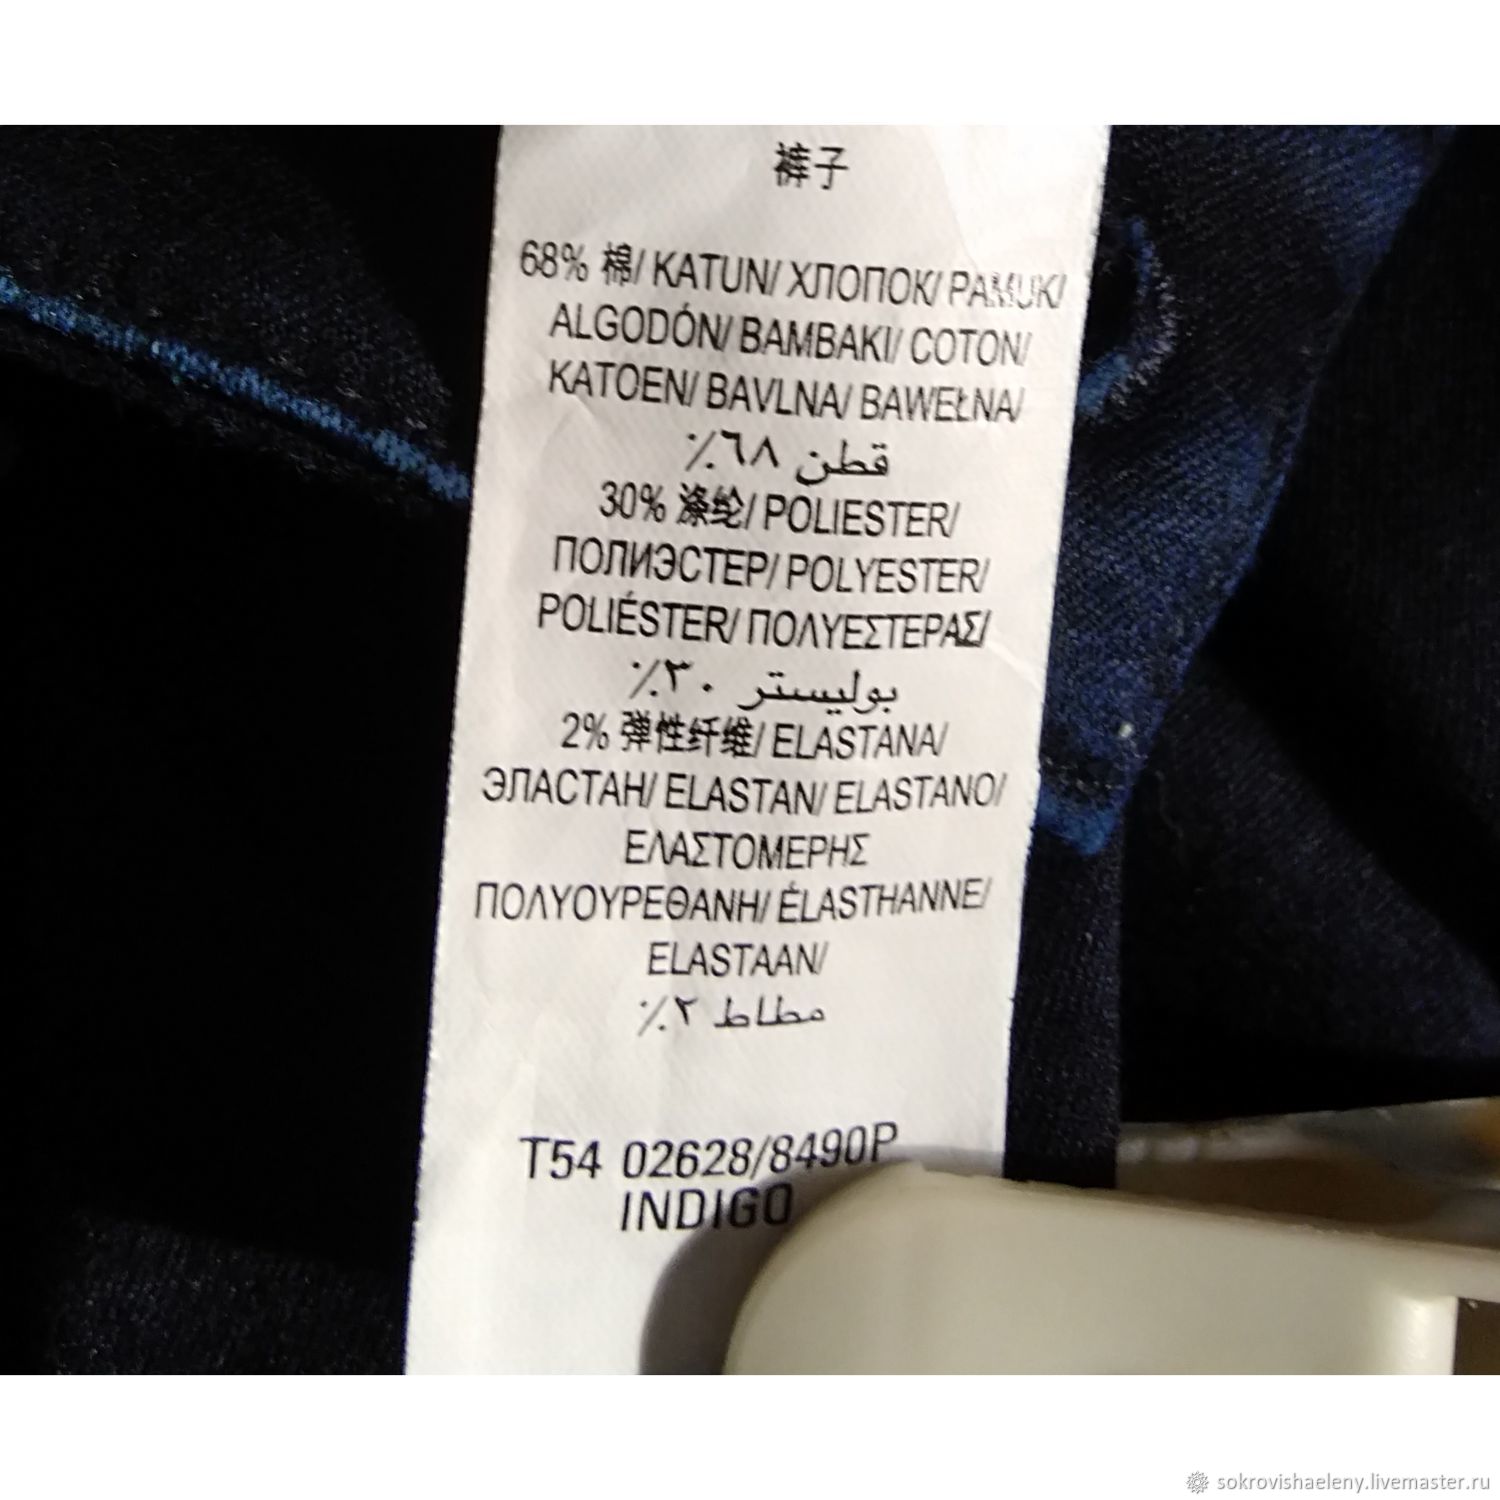 裤子
68% 棉/ KATUN/ ХЛОПОК/ PAMUK/
ALGODÓN/ BAMBAKI/ COTON/
KATOEN/ BAVLNA/ BAWEŁNA/
قطن ٦٨٪
30% 涤纶/ POLIESTER/
ПОЛИЭСТЕР/ POLYESTER/
POLIÉSTER/ ΠΟΛΥΕΣΤΕΡΑΣ/
بوليستر ٣٠٪
2% 弹性纤维/ ELASTANA/
ЭЛАСТАН/ ELASTAN/ ELASTANO/
ΕΛΑΣΤΟΜΕΡΗΣ
ΠΟΛΥΟΥΡΕΘΑΝΗ/ ÉLASTHANNE/
ELASTAAN/
مطاط ٢٪
T54 02628/8490P
INDIGO
sokrovishaeleny.livemaster.ru